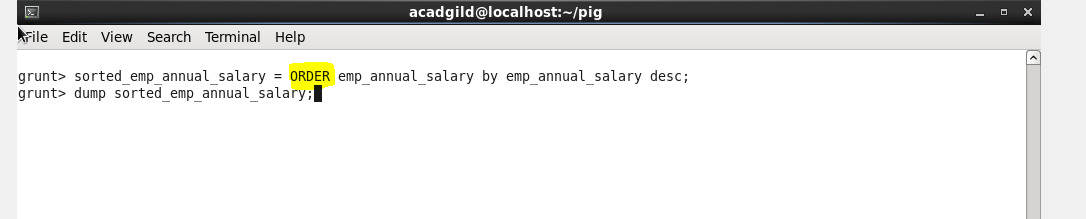 acadgild@localhost:~/pig
File Edit View Search Terminal Help
grunt> sorted_emp_annual_salary = ORDER emp_annual_salary by emp_annual_salary desc;
grunt> dump sorted_emp_annual_salary;